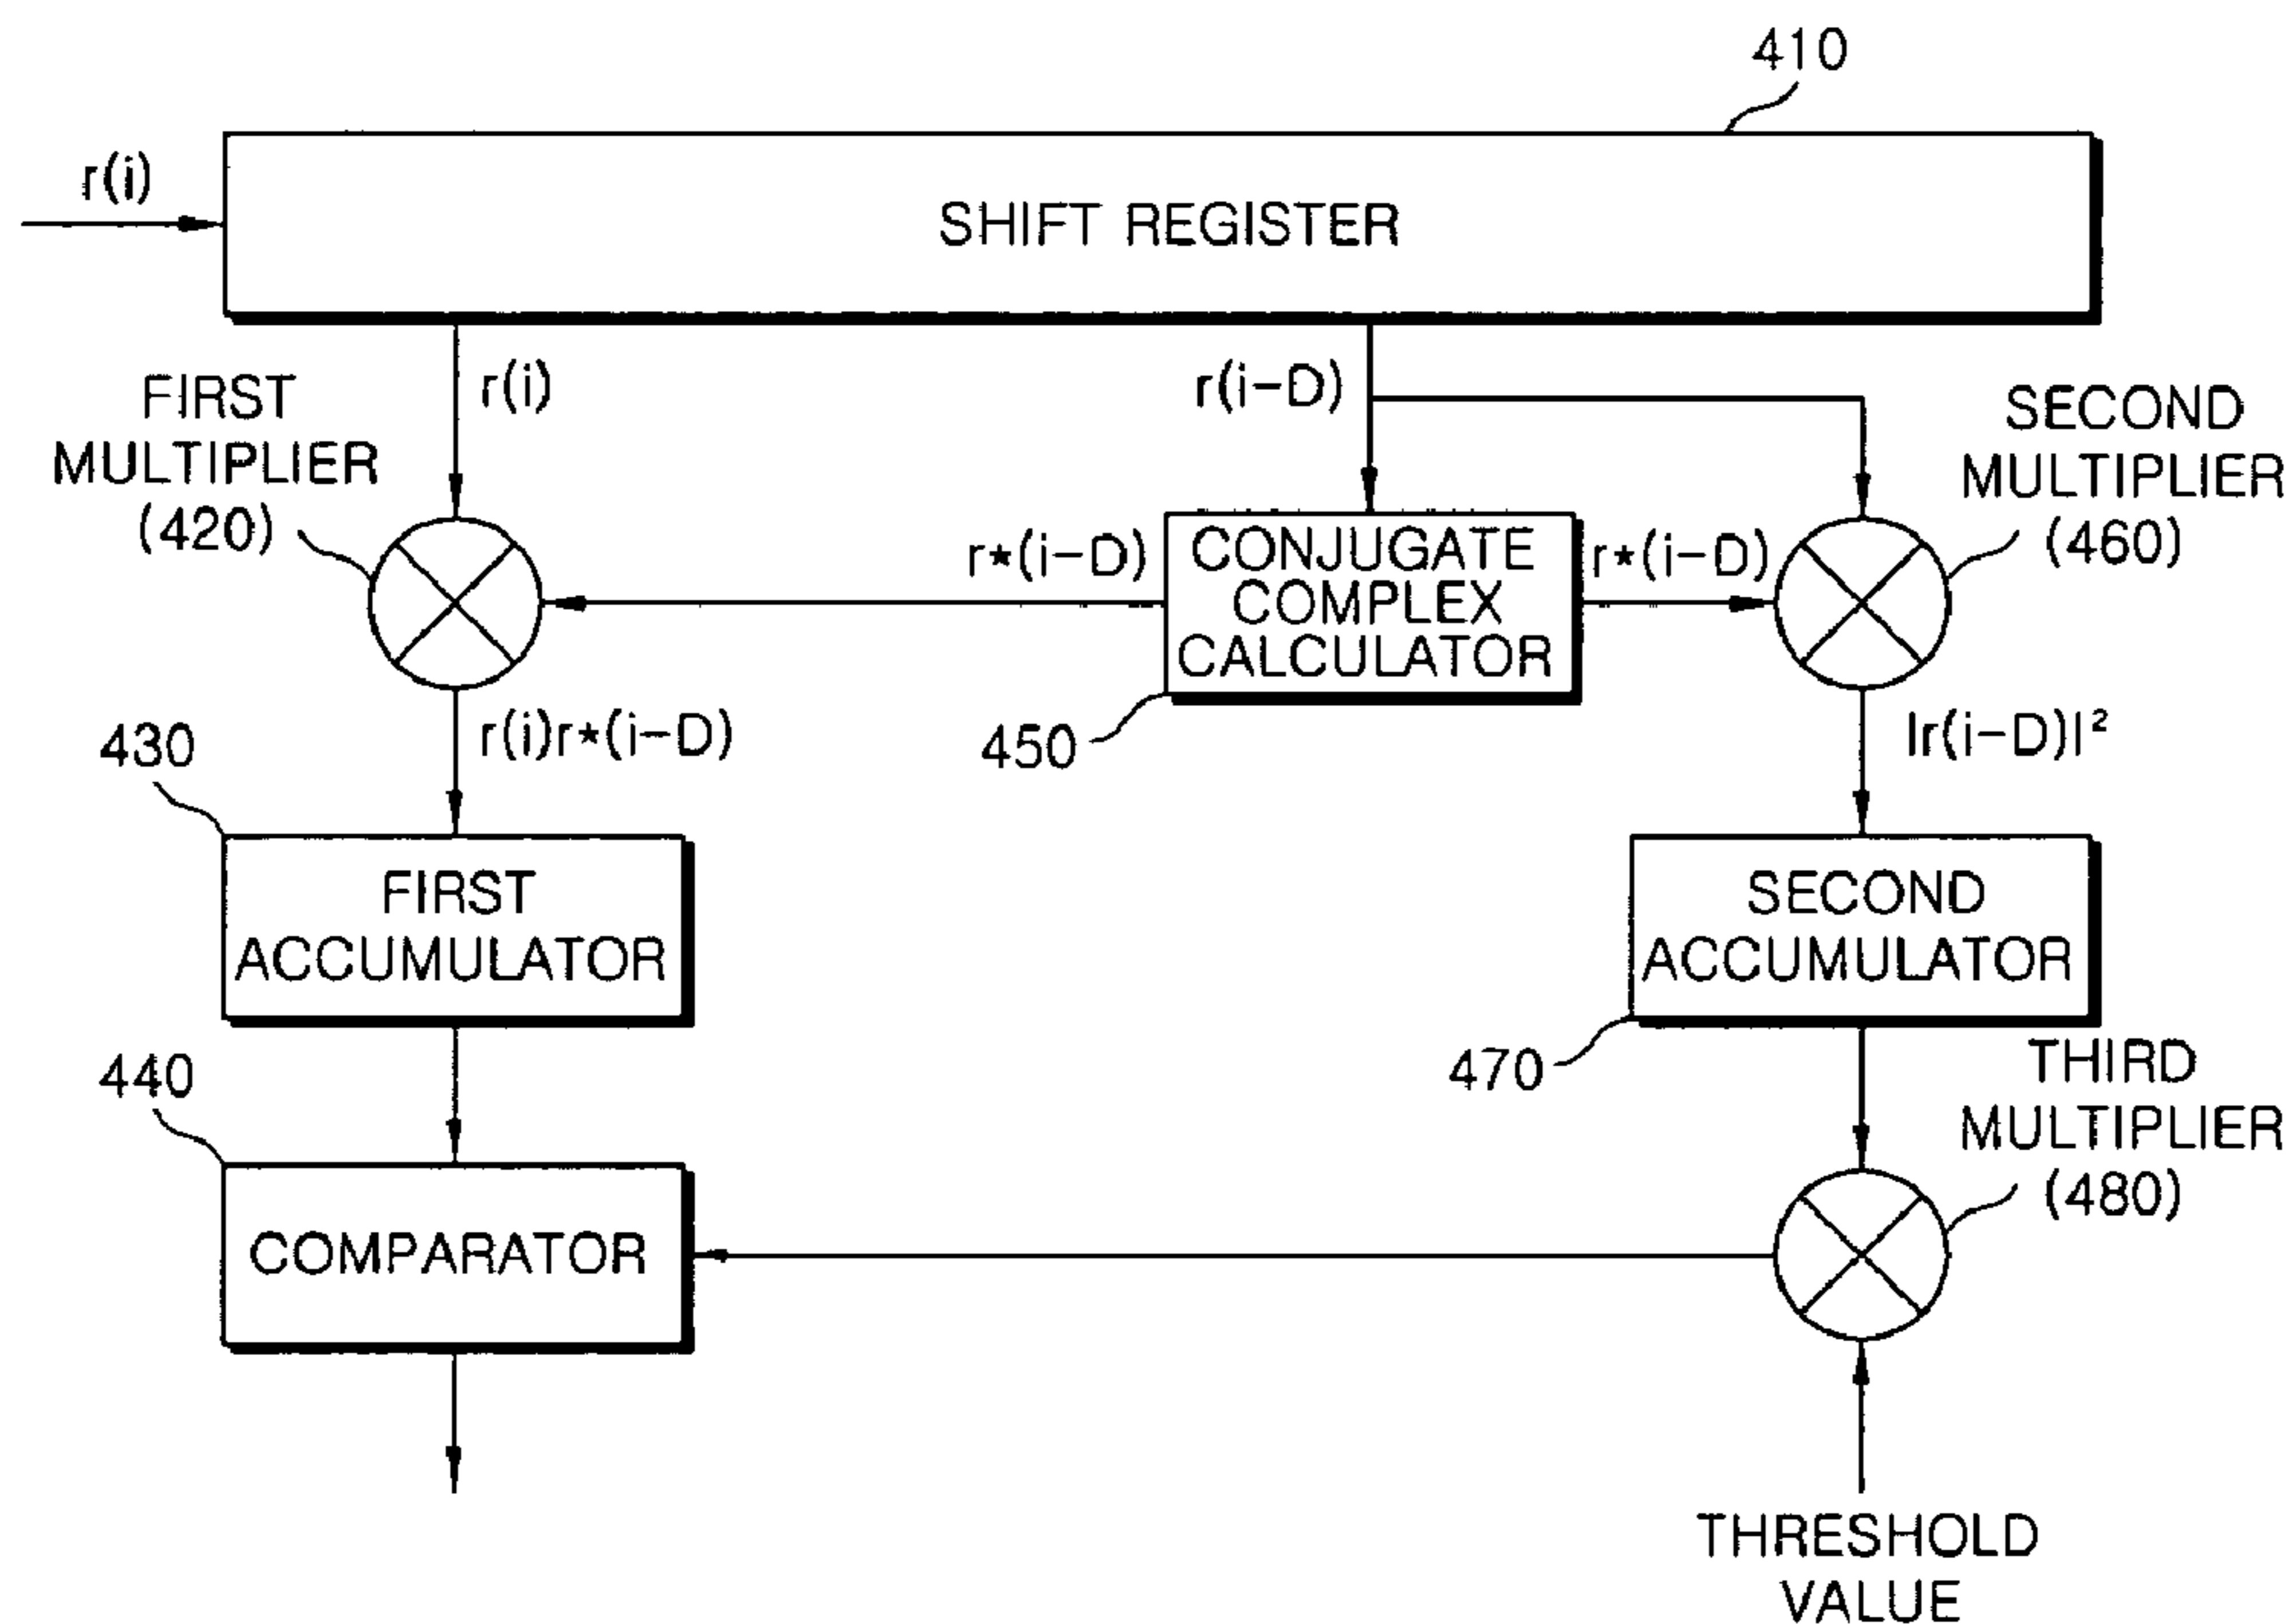 410
r(i)
SHIFT REGISTER
FIRST
MULTIPLIER
(420)
r(i)
r(i-D)
SECOND
MULTIPLIER
(460)
r*(i-D)
CONJUGATE
COMPLEX
CALCULATOR
r*(i-D)
430
r(i)r*(i-D)
450
|r(i-D)|²
FIRST
ACCUMULATOR
SECOND
ACCUMULATOR
440
470
THIRD
MULTIPLIER
(480)
COMPARATOR
THRESHOLD
VALUE